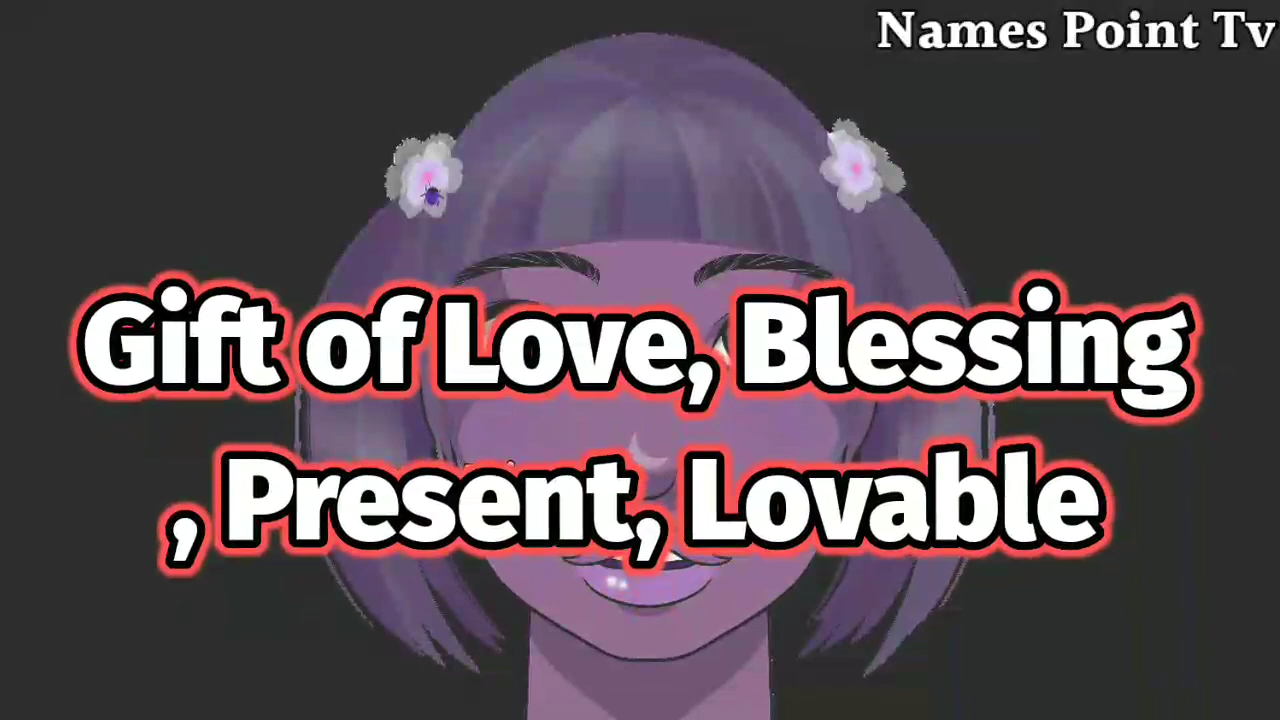 Names Point Tv
Gift of Love, Blessing
, Present, Lovable